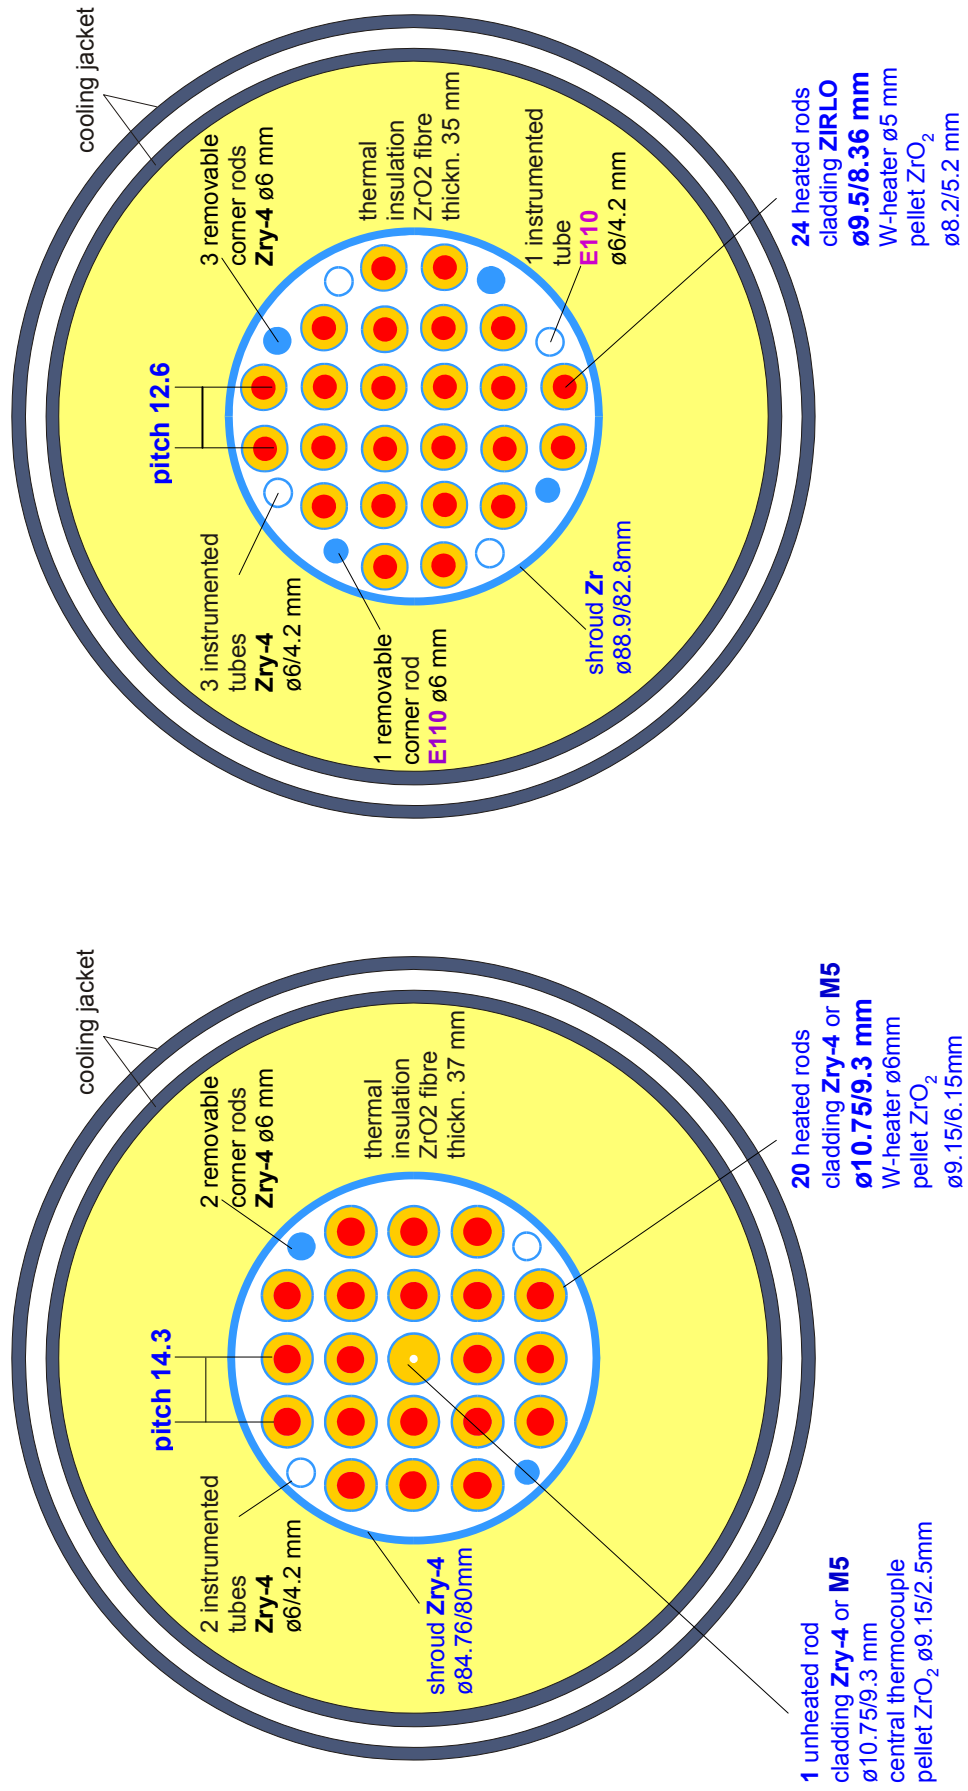 2 instrumented
tubes
Zry-4
ø6/4.2 mm
pitch 14.3
2 removable
corner rods
Zry-4 ø6 mm
cooling jacket
thermal
insulation
ZrO2 fibre
thickn. 37 mm
shroud Zry-4
ø84.76/80mm
1 unheated rod
cladding Zry-4 or M5
ø10.75/9.3 mm
central thermocouple
pellet ZrO₂ ø9.15/2.5mm
20 heated rods
cladding Zry-4 or M5
ø10.75/9.3 mm
W-heater ø6mm
pellet ZrO₂
ø9.15/6.15mm
3 instrumented
tubes
Zry-4
ø6/4.2 mm
pitch 12.6
3 removable
corner rods
Zry-4 ø6 mm
cooling jacket
thermal
insulation
ZrO2 fibre
thickn. 35 mm
1 removable
corner rod
E110 ø6 mm
1 instrumented
tube
E110
ø6/4.2 mm
shroud Zr
ø88.9/82.8mm
24 heated rods
cladding ZIRLO
ø9.5/8.36 mm
W-heater ø5 mm
pellet ZrO₂
ø8.2/5.2 mm